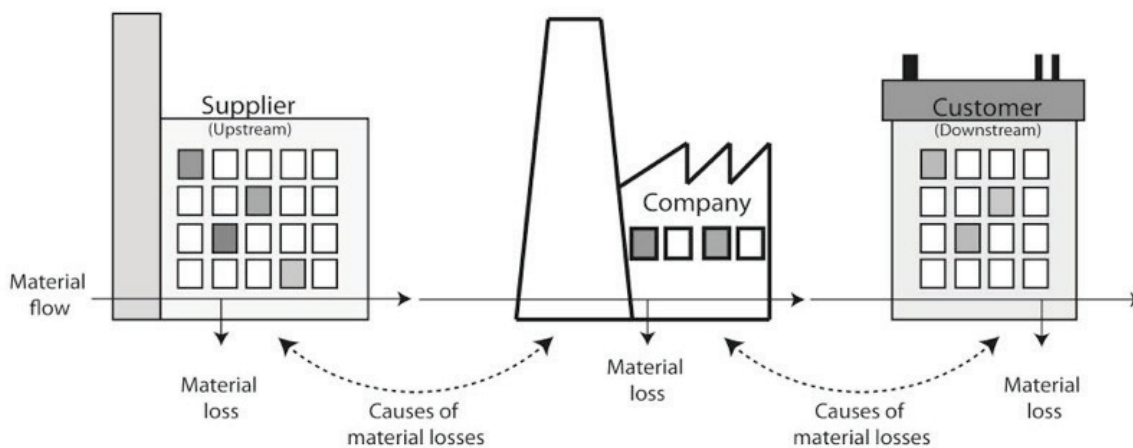 Supplier
(Upstream)
Company
Customer
(Downstream)
Material
flow
Material
loss
Causes of
material losses
Material
loss
Causes of
material losses
Material
loss